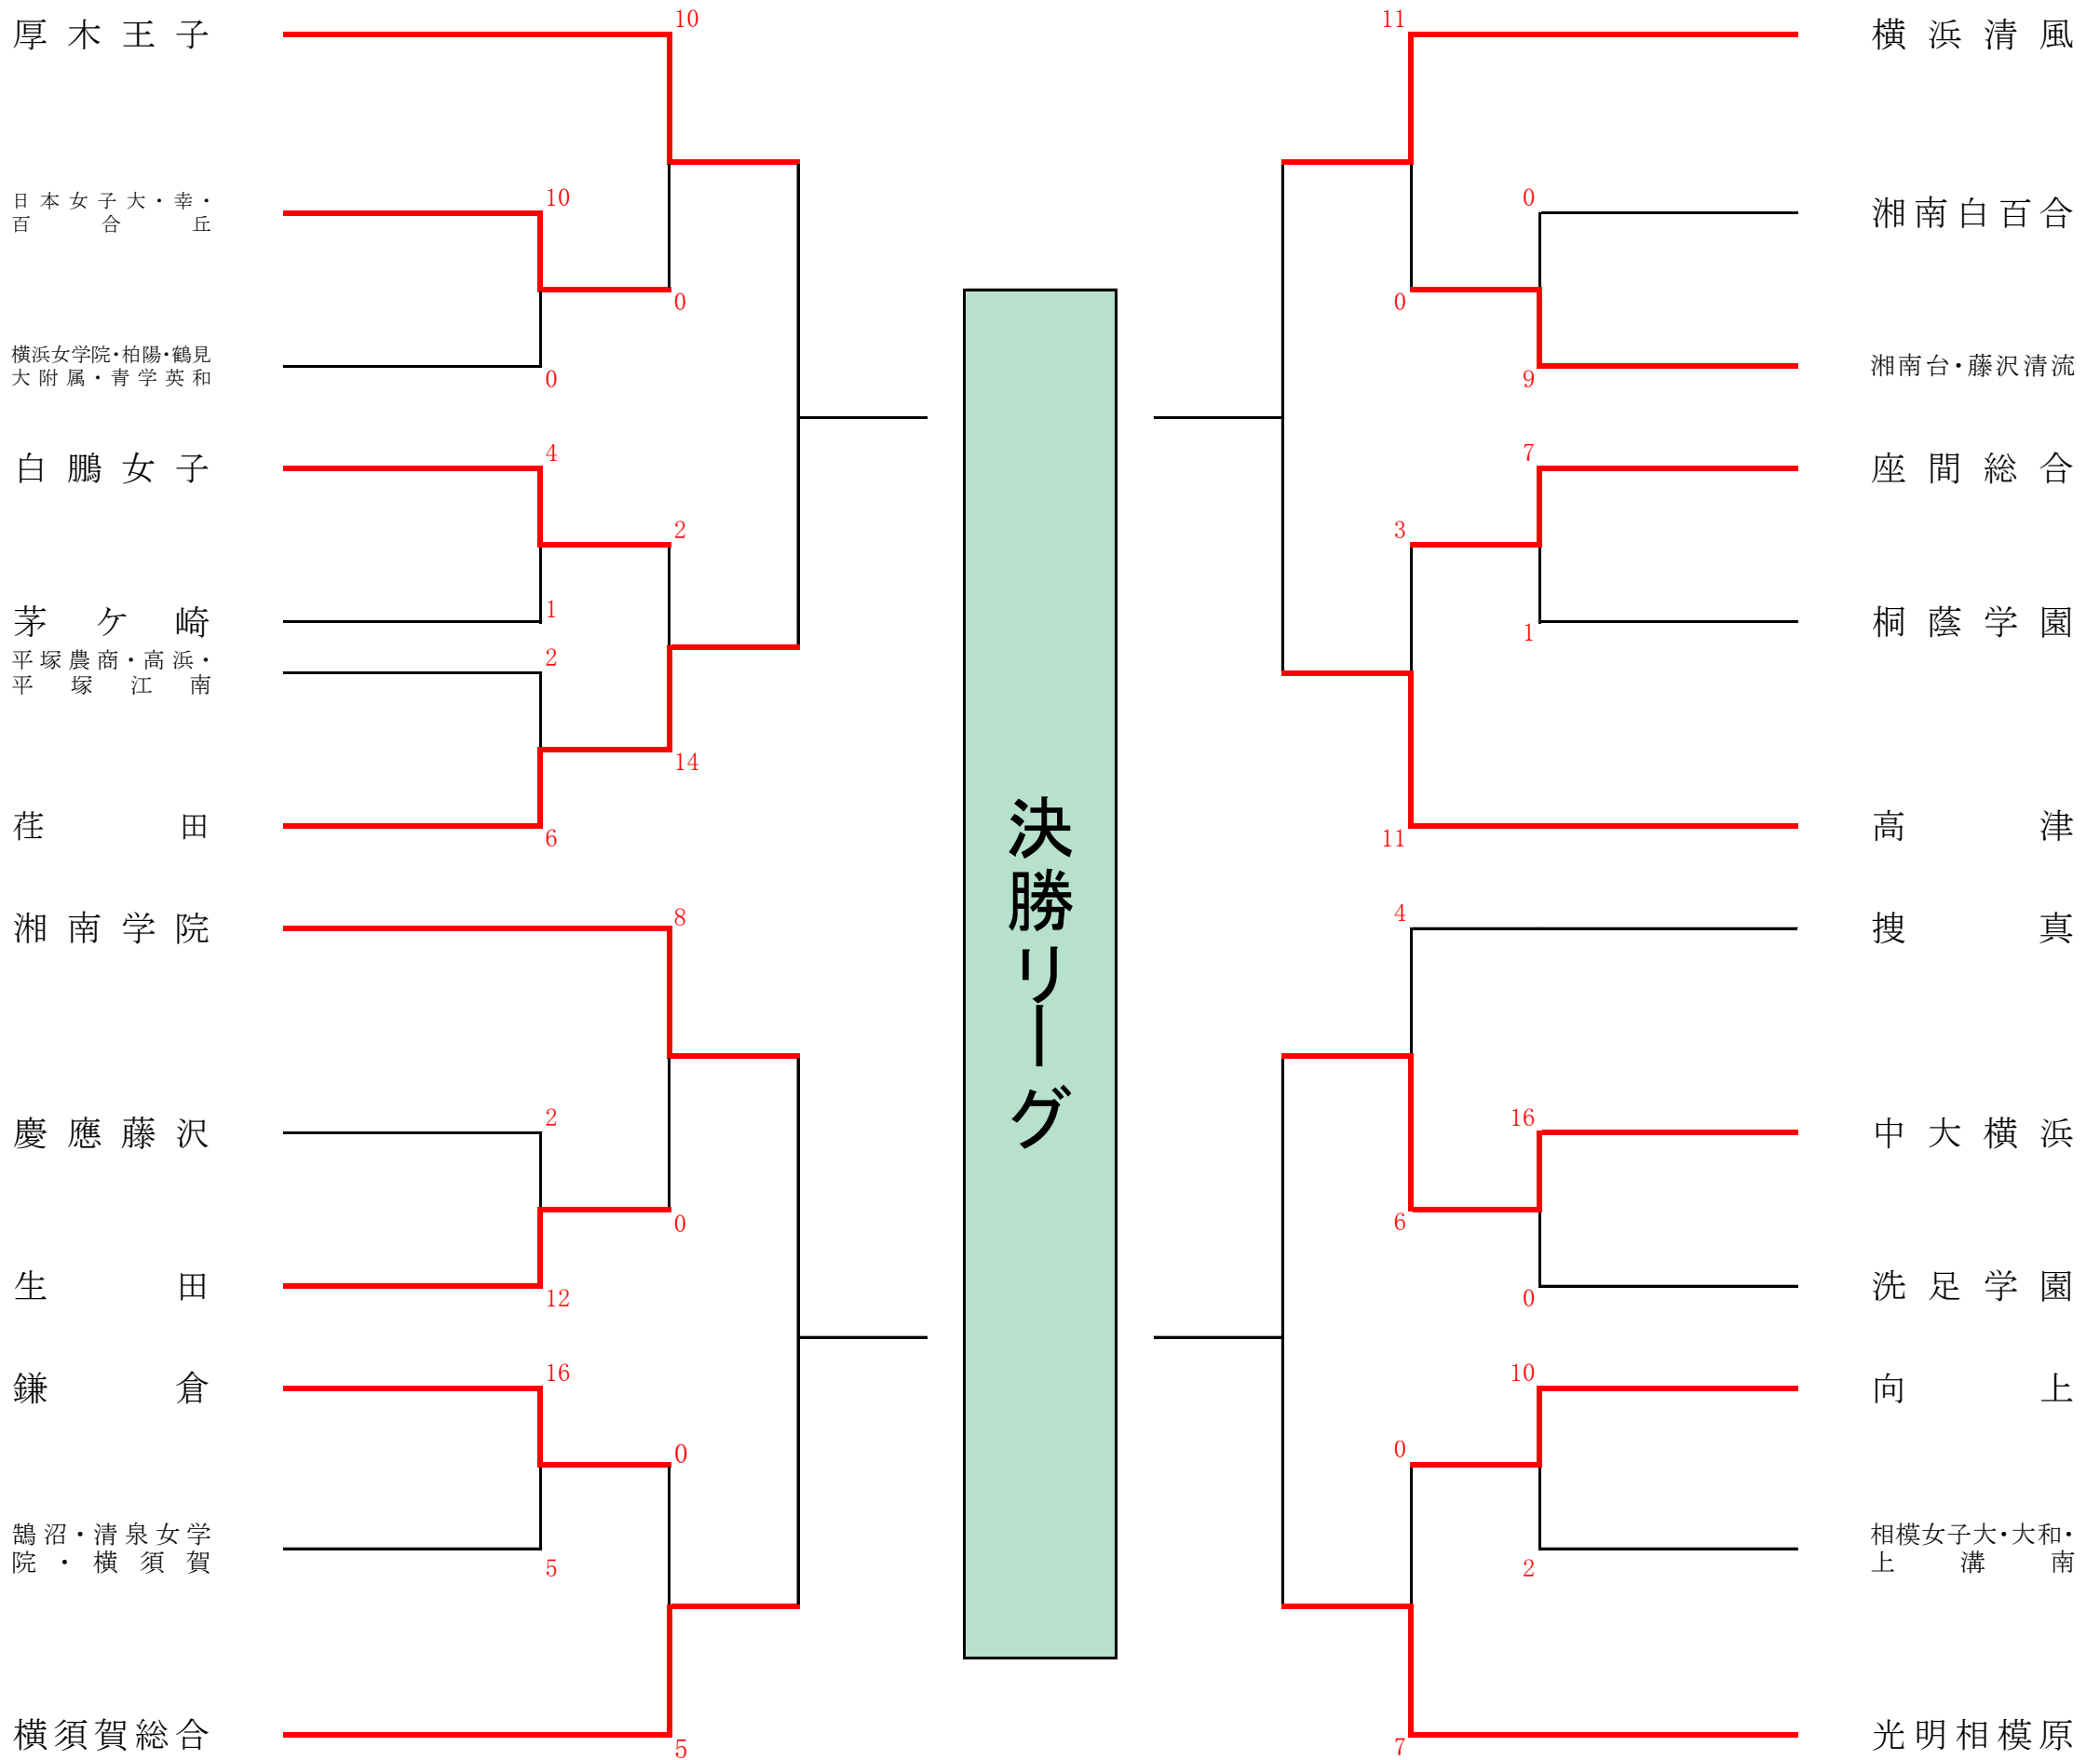 厚木王子
10
日本女子大・幸・
百合丘
10
0
横浜女学院・柏陽・鶴見
大附属・青学英和
0
白鵬女子
4
2
茅ケ崎
1
平塚農商・高浜・
平塚江南
2
14
荏田
6
湘南学院
8
慶應藤沢
2
0
生田
12
鎌倉
16
0
鵠沼・清泉女学
院・横須賀
5
横須賀総合
5
決勝リーグ
11
横浜清風
0
湘南白百合
0
9
湘南台・藤沢清流
7
座間総合
3
1
桐蔭学園
11
高津
4
捜真
16
中大横浜
6
0
洗足学園
10
向上
0
2
相模女子大・大和・
上溝南
7
光明相模原